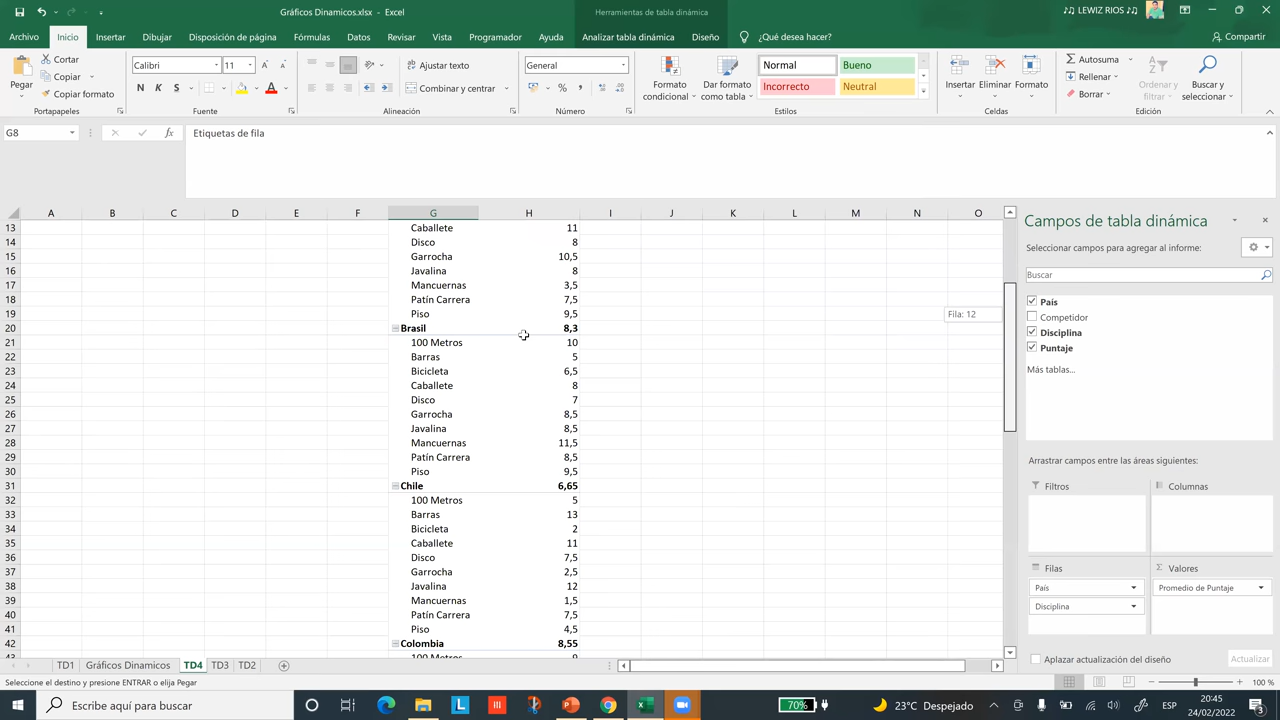 Gráficos Dinamicos.xlsx - Excel
Herramientas de tabla dinámica
LEWIZ RIOS
Archivo Inicio Insertar Dibujar Disposición de página Fórmulas Datos Revisar Vista Programador Ayuda Analizar tabla dinámica Diseño ¿Qué desea hacer? Compartir
Pegar
Cortar
Copiar
Copiar formato
Portapapeles
Calibri 11
N K S
Fuente
Ajustar texto
Combinar y centrar
Alineación
General
Número
Formato condicional
Dar formato como tabla
Normal Bueno
Incorrecto Neutral
Estilos
Insertar Eliminar Formato
Celdas
Autosuma
Rellenar
Borrar
Ordenar y filtrar
Buscar y seleccionar
Edición
G8 fx Etiquetas de fila
A B C D E F G H I J K L M N O
13 Caballete 11
14 Disco 8
15 Garrocha 10,5
16 Javalina 8
17 Mancuernas 3,5
18 Patín Carrera 7,5
19 Piso 9,5
20 Brasil 8,3
21 100 Metros 10
22 Barras 5
23 Bicicleta 6,5
24 Caballete 8
25 Disco 7
26 Garrocha 8,5
27 Javalina 8,5
28 Mancuernas 11,5
29 Patín Carrera 8,5
30 Piso 9,5
31 Chile 6,65
32 100 Metros 5
33 Barras 13
34 Bicicleta 2
35 Caballete 11
36 Disco 7,5
37 Garrocha 2,5
38 Javalina 12
39 Mancuernas 1,5
40 Patín Carrera 7,5
41 Piso 4,5
42 Colombia 8,55
43 100 Metros 9
Fila: 12
Campos de tabla dinámica
Seleccionar campos para agregar al informe:
Buscar
País
Competidor
Disciplina
Puntaje
Más tablas...
Arrastrar campos entre las áreas siguientes:
Filtros Columnas
Filas Valores
País Promedio de Puntaje
Disciplina
Aplazar actualización del diseño Actualizar
TD1 Gráficos Dinamicos TD4 TD3 TD2
Seleccione el destino y presione ENTRAR o elija Pegar
100 %
Escribe aquí para buscar
70%
23°C Despejado
ESP
20:45
24/02/2022
3